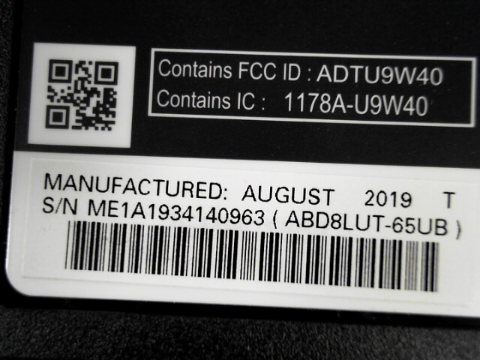 Contains FCC ID : ADTU9W40
Contains IC : 1178A-U9W40
MANUFACTURED: AUGUST 2019 T
S/N ME1A1934140963 ( ABD8LUT-65UB )